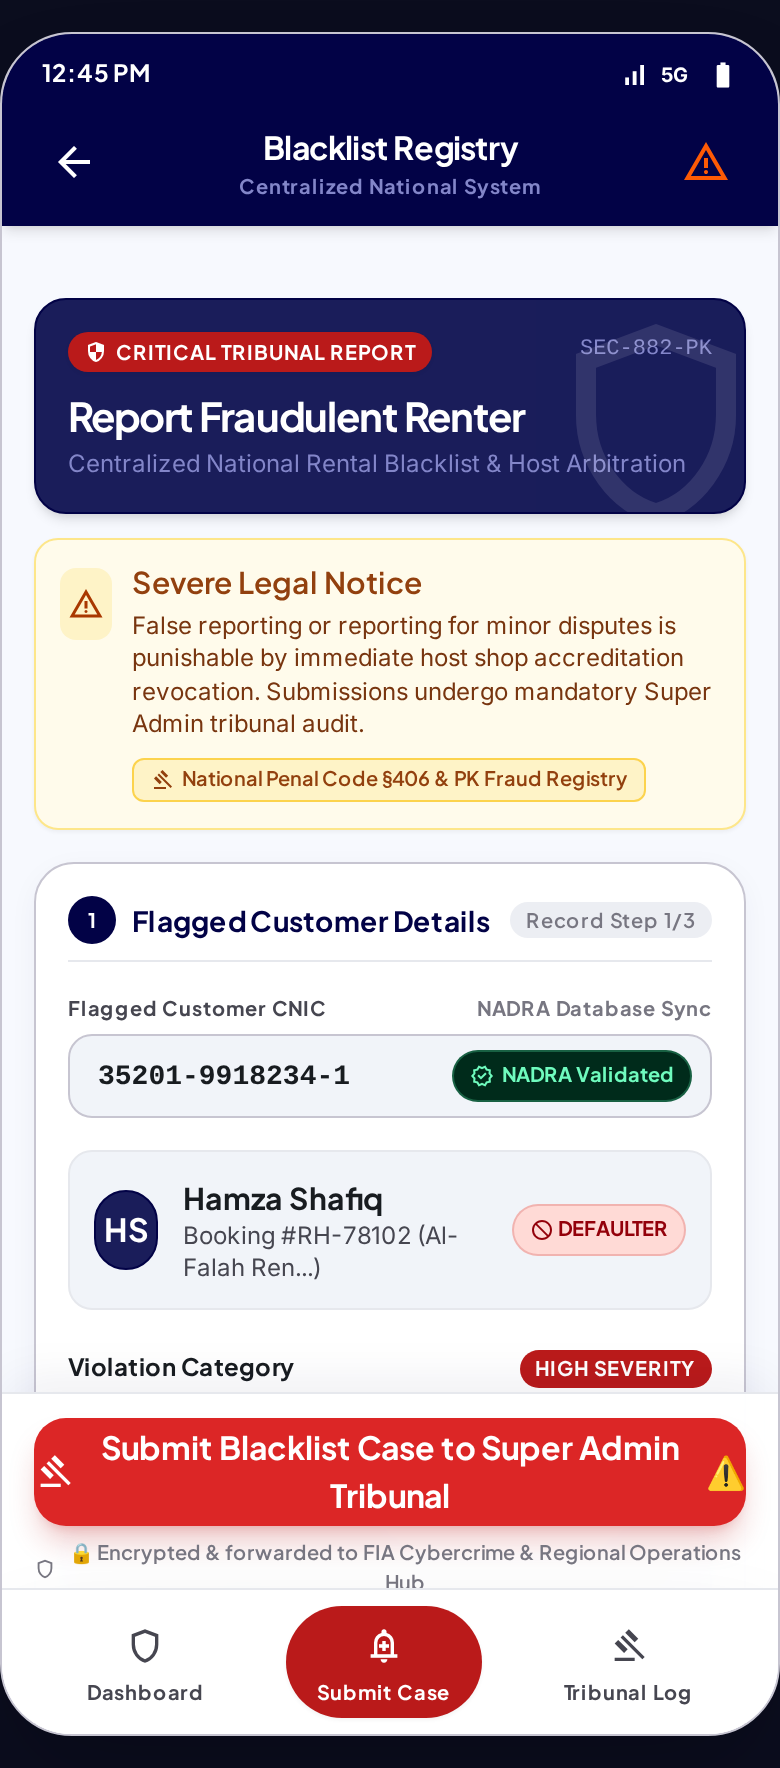 12:45 PM
5G
Blacklist Registry
Centralized National System
CRITICAL TRIBUNAL REPORT
SEC-882-PK
Report Fraudulent Renter
Centralized National Rental Blacklist & Host Arbitration
Severe Legal Notice
False reporting or reporting for minor disputes is
punishable by immediate host shop accreditation
revocation. Submissions undergo mandatory Super
Admin tribunal audit.
National Penal Code §406 & PK Fraud Registry
1
Flagged Customer Details
Record Step 1/3
Flagged Customer CNIC
NADRA Database Sync
35201-9918234-1
NADRA Validated
HS
Hamza Shafiq
Booking #RH-78102 (Al-
Falah Ren...)
DEFAULTER
Violation Category
HIGH SEVERITY
Submit Blacklist Case to Super Admin
Tribunal ⚠️
🔒 Encrypted & forwarded to FIA Cybercrime & Regional Operations
Hub
Dashboard
Submit Case
Tribunal Log